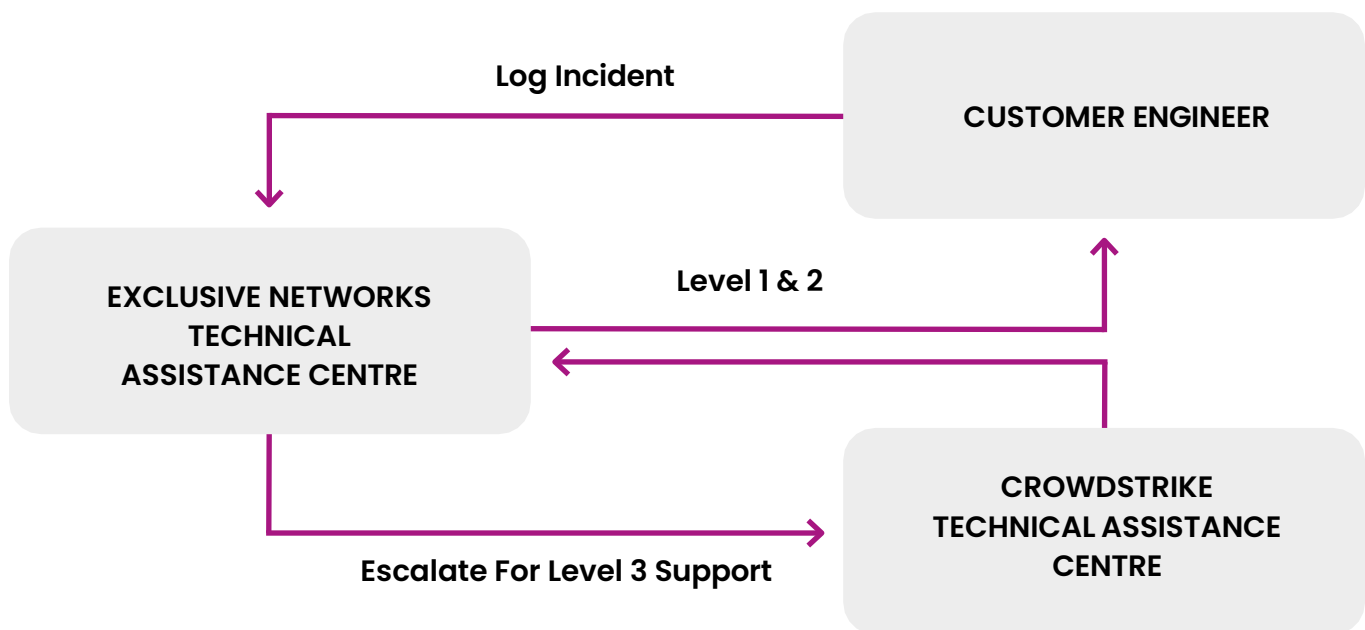 Log Incident
CUSTOMER ENGINEER
EXCLUSIVE NETWORKS
TECHNICAL
ASSISTANCE CENTRE
Level 1 & 2
CROWDSTRIKE
TECHNICAL ASSISTANCE
CENTRE
Escalate For Level 3 Support